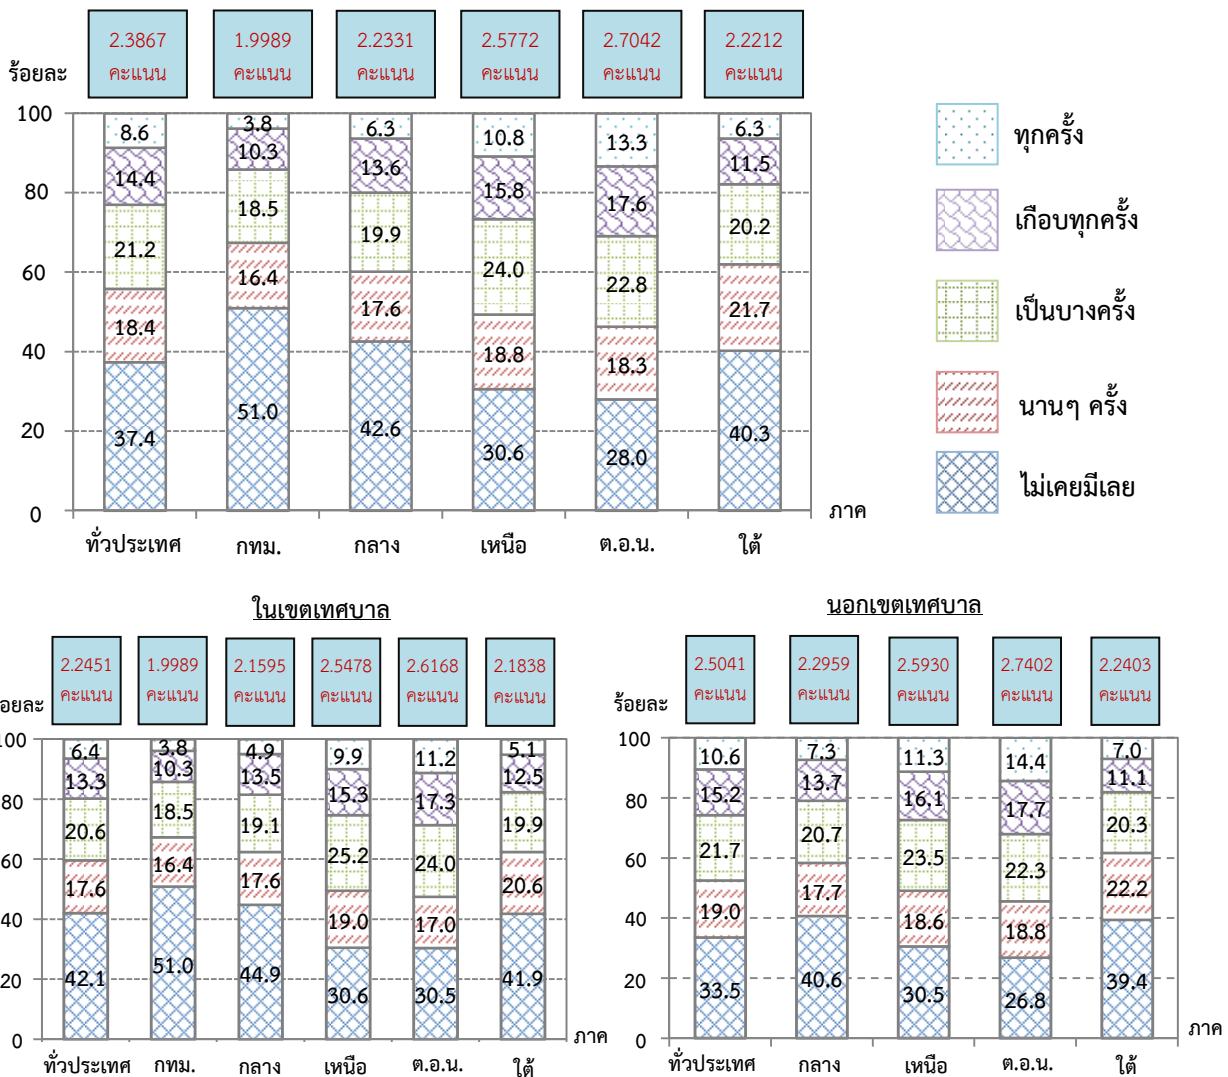 2.3867 1.9989 2.2331 2.5772 2.7042 2.2212
คะแนน คะแนน คะแนน คะแนน คะแนน คะแนน
ร้อยละ
100
8.6 3.8 6.3 10.8 13.3 6.3
14.4 10.3 13.6 15.8 17.6 11.5
80
21.2 18.5 19.9 24.0 22.8 20.2
60
18.4 16.4 17.6 18.8 18.3 21.7
40
37.4 51.0 42.6 30.6 28.0 40.3
20
0
ภาค
ทั่วประเทศ กทม. กลาง เหนือ ต.อ.น. ใต้
ทุกครั้ง
เกือบทุกครั้ง
เป็นบางครั้ง
นานๆ ครั้ง
ไม่เคยมีเลย
ในเขตเทศบาล
2.2451 1.9989 2.1595 2.5478 2.6168 2.1838
คะแนน คะแนน คะแนน คะแนน คะแนน คะแนน
อยละ
100
6.4 3.8 4.9 9.9 11.2 5.1
13.3 10.3 13.5 15.3 17.3 12.5
80
20.6 18.5 19.1 25.2 24.0 19.9
60
17.6 16.4 17.6 19.0 17.0 20.6
40
42.1 51.0 44.9 30.6 30.5 41.9
20
0
ภาค
ทั่วประเทศ กทม. กลาง เหนือ ต.อ.น. ใต้
นอกเขตเทศบาล
2.5041 2.2959 2.5930 2.7402 2.2403
คะแนน คะแนน คะแนน คะแนน คะแนน
ร้อยละ
100
10.6 7.3 11.3 14.4 7.0
15.2 13.7 16.1 17.7 11.1
80
21.7 20.7 23.5 22.3 20.3
60
19.0 17.7 18.6 18.8 22.2
40
33.5 40.6 30.5 26.8 39.4
20
0
ภาค
ทั่วประเทศ กลาง เหนือ ต.อ.น. ใต้